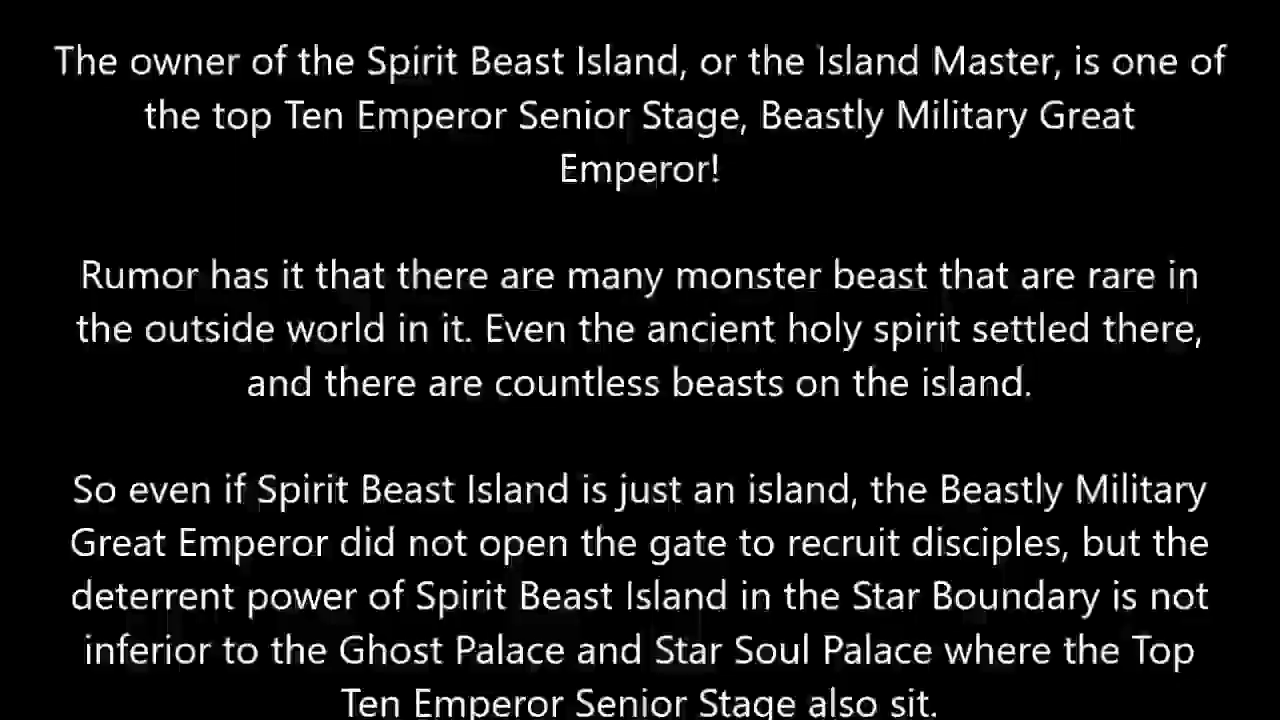 The owner of the Spirit Beast Island, or the Island Master, is one of
the top Ten Emperor Senior Stage, Beastly Military Great
Emperor!
Rumor has it that there are many monster beast that are rare in
the outside world in it. Even the ancient holy spirit settled there,
and there are countless beasts on the island.
So even if Spirit Beast Island is just an island, the Beastly Military
Great Emperor did not open the gate to recruit disciples, but the
deterrent power of Spirit Beast Island in the Star Boundary is not
inferior to the Ghost Palace and Star Soul Palace where the Top
Ten Emperor Senior Stage also sit.